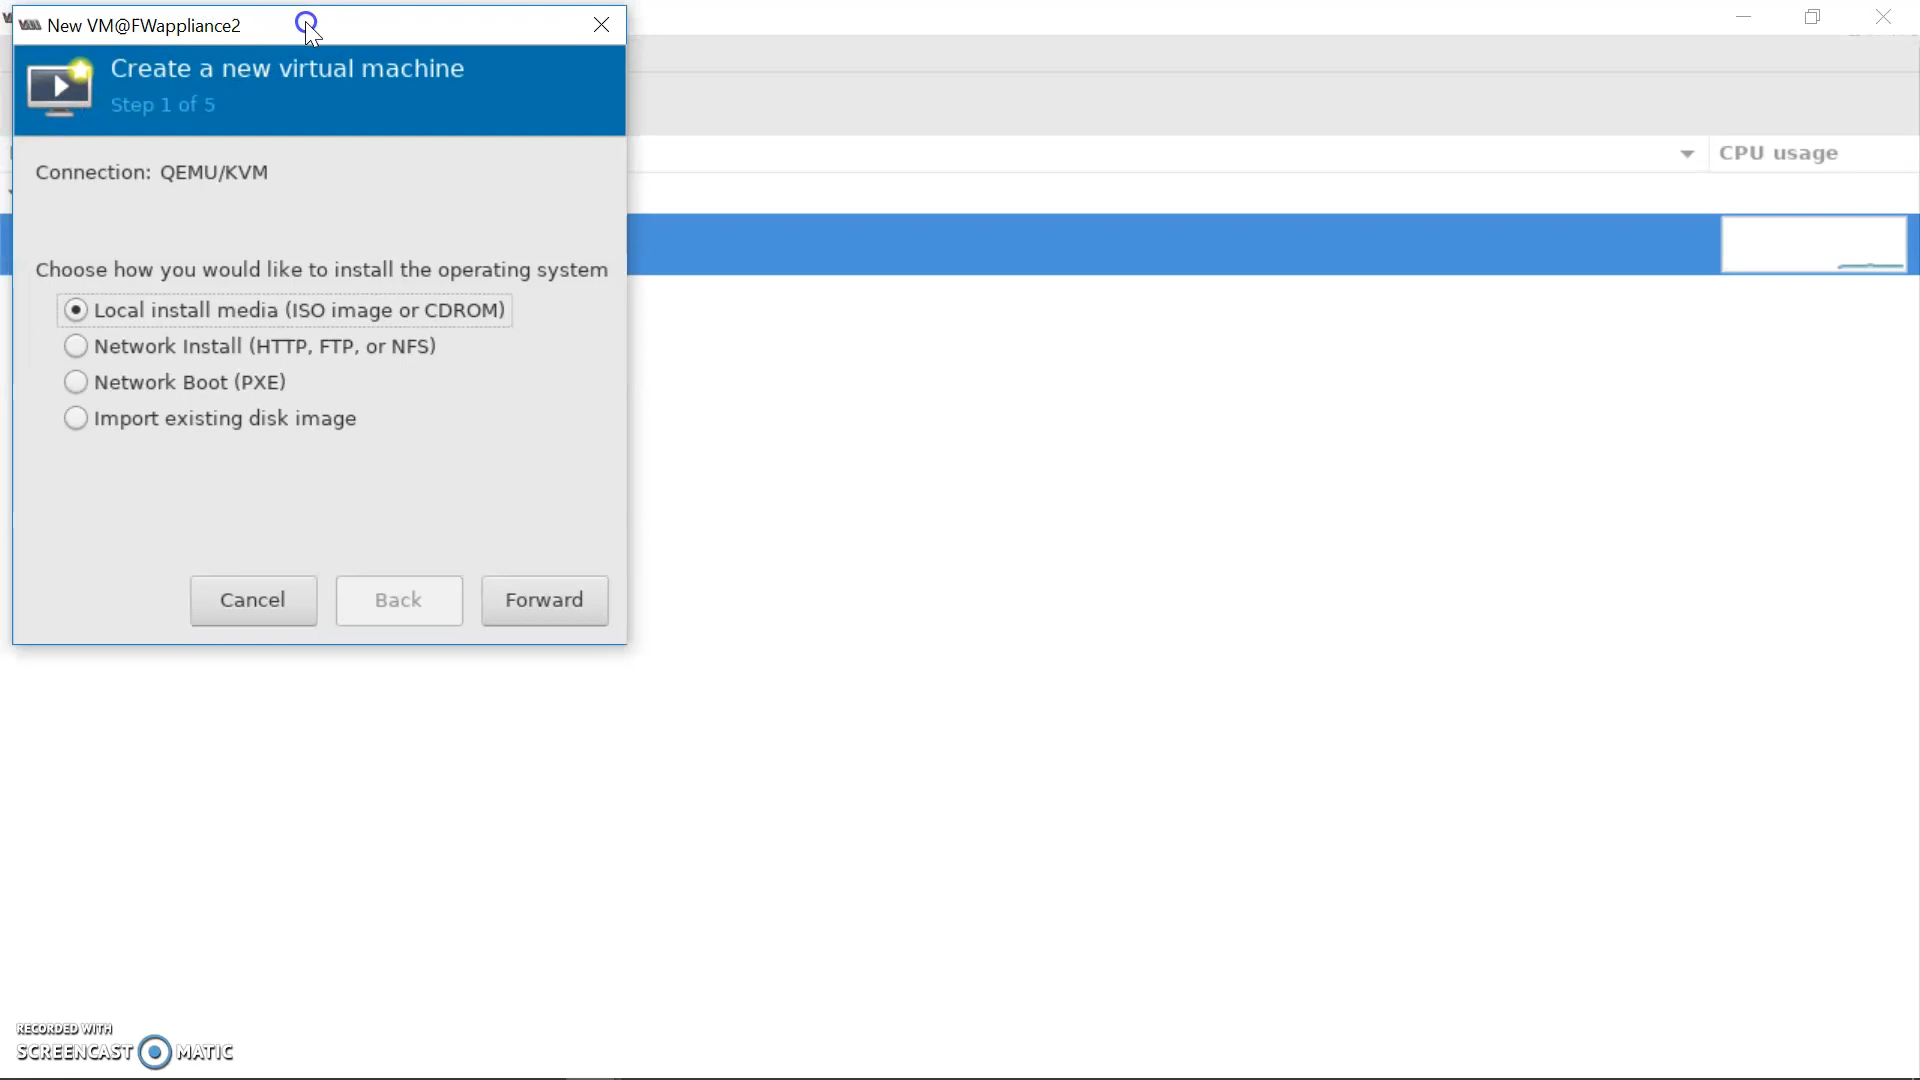 New VM@FWappliance2
Create a new virtual machine
Step 1 of 5
CPU usage
Connection: QEMU/KVM
Choose how you would like to install the operating system
Local install media (ISO image or CDROM)
Network Install (HTTP, FTP, or NFS)
Network Boot (PXE)
Import existing disk image
Cancel
Back
Forward
RECORDED WITH
SCREENCAST MATIC